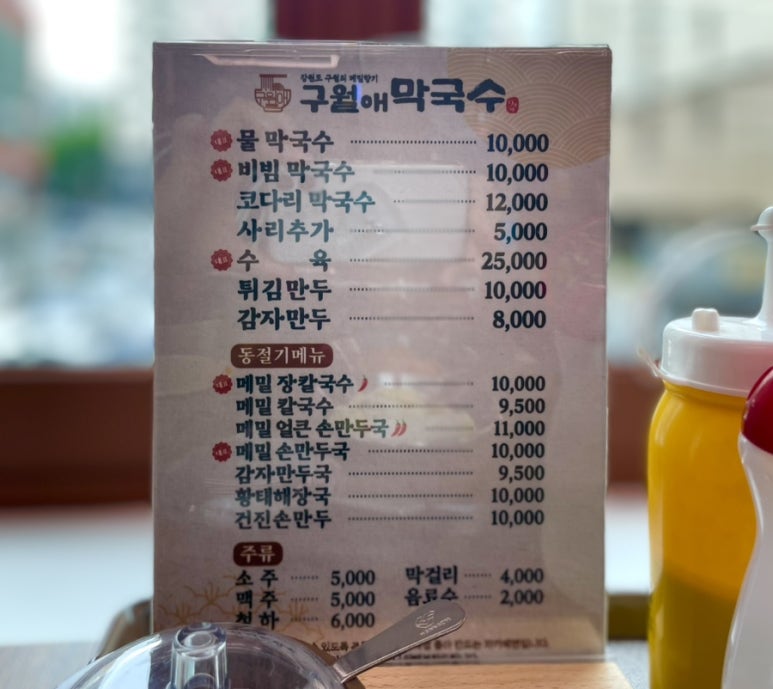 강원도 구월의 메밀향기
구월애 막국수
물 막국수 10,000
비빔 막국수 10,000
코다리 막국수 12,000
사리추가 5,000
수 육 25,000
튀김만두 10,000
감자만두 8,000
동절기메뉴
메밀 장칼국수 10,000
메밀 칼국수 9,500
메밀 얼큰 손만두국 11,000
메밀 손만두국 10,000
감자만두국 9,500
황태해장국 10,000
건진손만두 10,000
주류
소 주 5,000 막걸리 4,000
맥 주 5,000 음료수 2,000
청 하 6,000